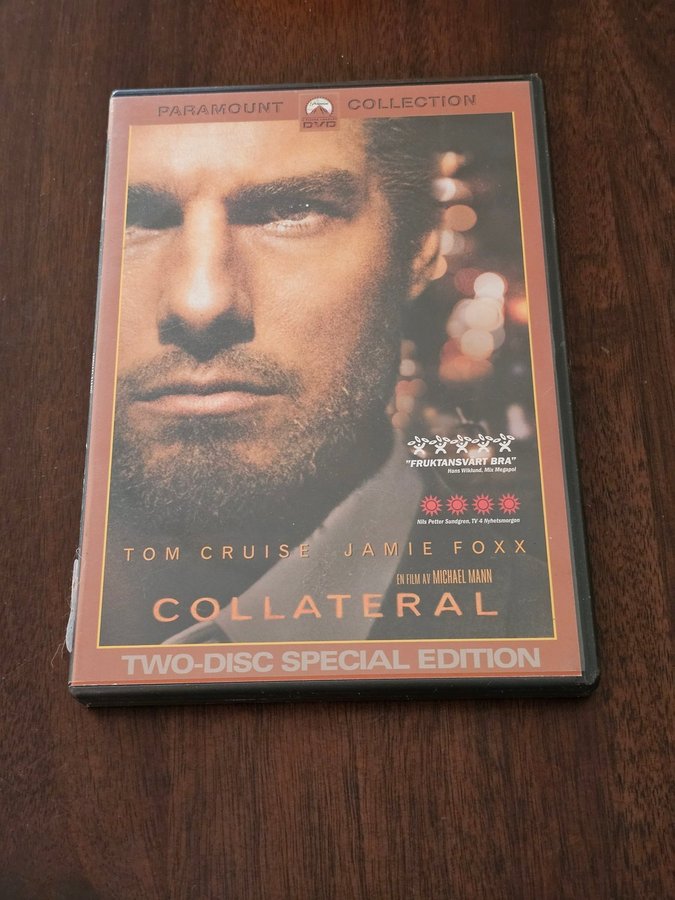 PARAMOUNT COLLECTION
DVD
"FRUKTANSVÄRT BRA"
Hans Wiklund, Mix Megapol
Nils Petter Sundgren, TV 4 Nyhetsmorgon
TOM CRUISE JAMIE FOXX
EN FILM AV MICHAEL MANN
COLLATERAL
TWO-DISC SPECIAL EDITION